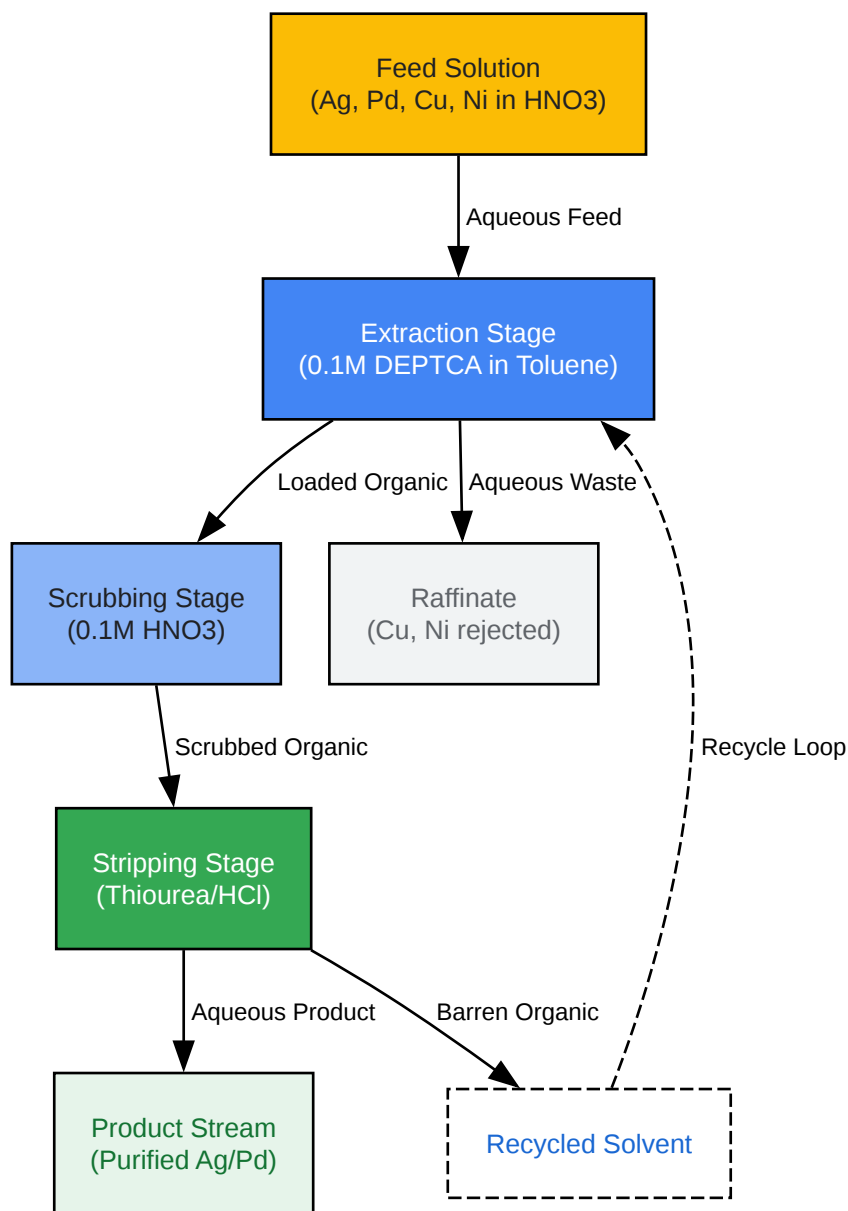 Feed Solution
(Ag, Pd, Cu, Ni in HNO3)
Aqueous Feed
Extraction Stage
(0.1M DEPTCA in Toluene)
Loaded Organic
Aqueous Waste
Scrubbing Stage
(0.1M HNO3)
Raffinate
(Cu, Ni rejected)
Scrubbed Organic
Recycle Loop
Stripping Stage
(Thiourea/HCl)
Aqueous Product
Barren Organic
Product Stream
(Purified Ag/Pd)
Recycled Solvent